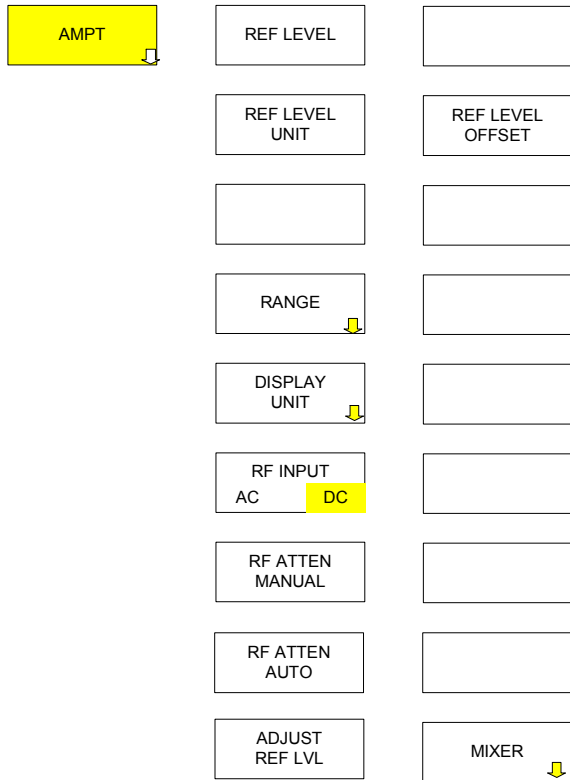 AMPT
REF LEVEL
REF LEVEL
UNIT
REF LEVEL
OFFSET
RANGE
DISPLAY
UNIT
RF INPUT
AC DC
RF ATTEN
MANUAL
RF ATTEN
AUTO
ADJUST
REF LVL
MIXER